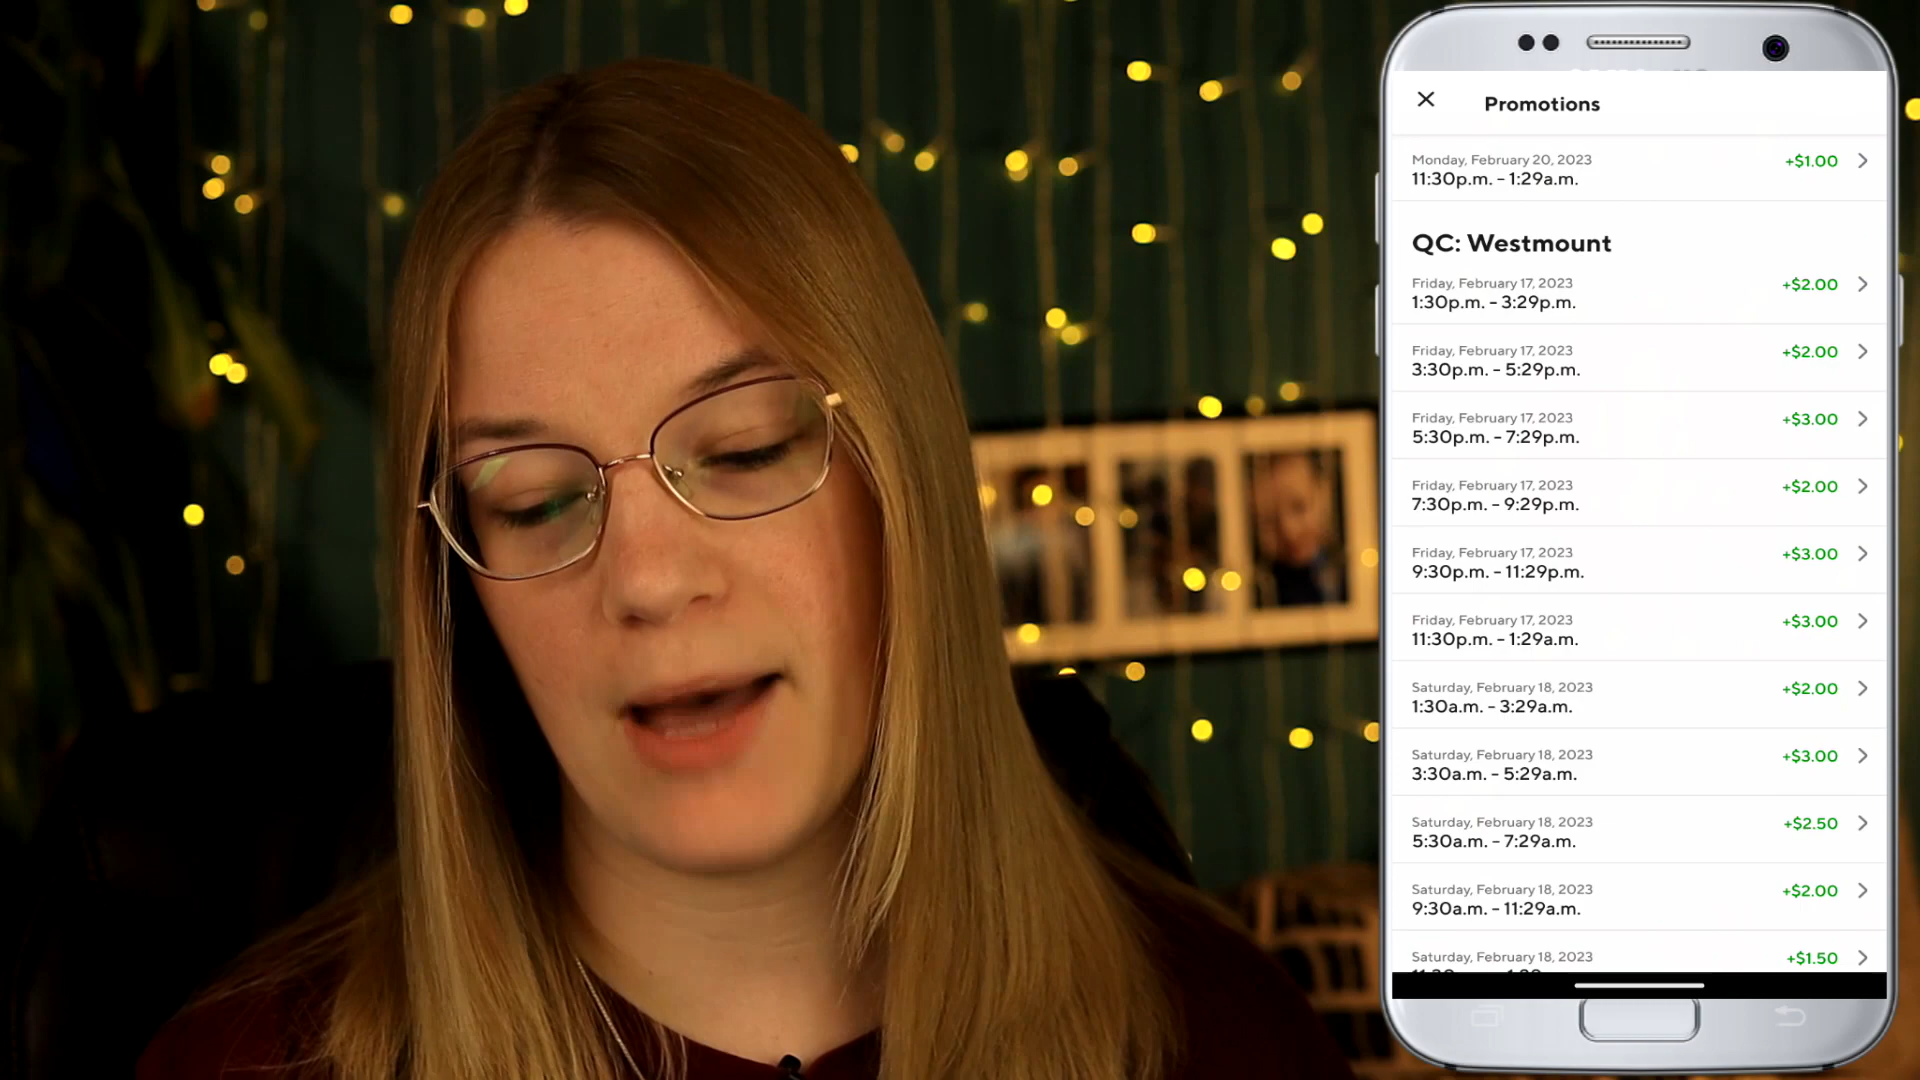 Promotions
Monday, February 20, 2023
+$1.00
11:30p.m. - 1:29a.m.
QC: Westmount
Friday, February 17, 2023
+$2.00
1:30p.m. - 3:29p.m.
Friday, February 17, 2023
+$2.00
3:30p.m. - 5:29p.m.
Friday, February 17, 2023
+$3.00
5:30p.m. - 7:29p.m.
Friday, February 17, 2023
+$2.00
7:30p.m. - 9:29p.m.
Friday, February 17, 2023
+$3.00
9:30p.m. - 11:29p.m.
Friday, February 17, 2023
+$3.00
11:30p.m. - 1:29a.m.
Saturday, February 18, 2023
+$2.00
1:30a.m. - 3:29a.m.
Saturday, February 18, 2023
+$3.00
3:30a.m. - 5:29a.m.
Saturday, February 18, 2023
+$2.50
5:30a.m. - 7:29a.m.
Saturday, February 18, 2023
+$2.00
9:30a.m. - 11:29a.m.
Saturday, February 18, 2023
+$1.50